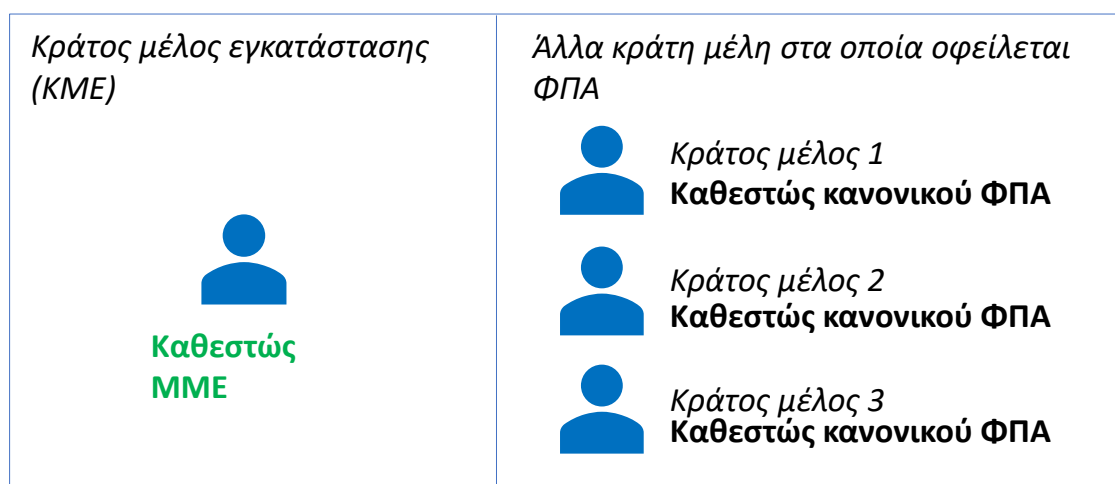 Κράτος μέλος εγκατάστασης
(ΚΜΕ)
Καθεστώς
ΜΜΕ
Άλλα κράτη μέλη στα οποία οφείλεται
ΦΠΑ
Κράτος μέλος 1
Καθεστώς κανονικού ΦΠΑ
Κράτος μέλος 2
Καθεστώς κανονικού ΦΠΑ
Κράτος μέλος 3
Καθεστώς κανονικού ΦΠΑ